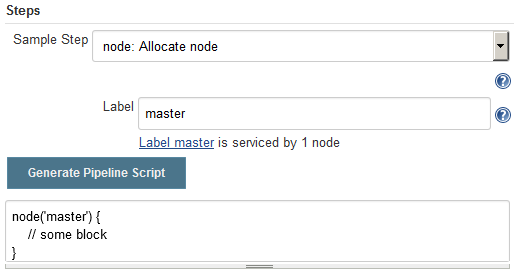 Steps
Sample Step
node: Allocate node
Label
master
Label master is serviced by 1 node
Generate Pipeline Script
node('master') {
    // some block
}